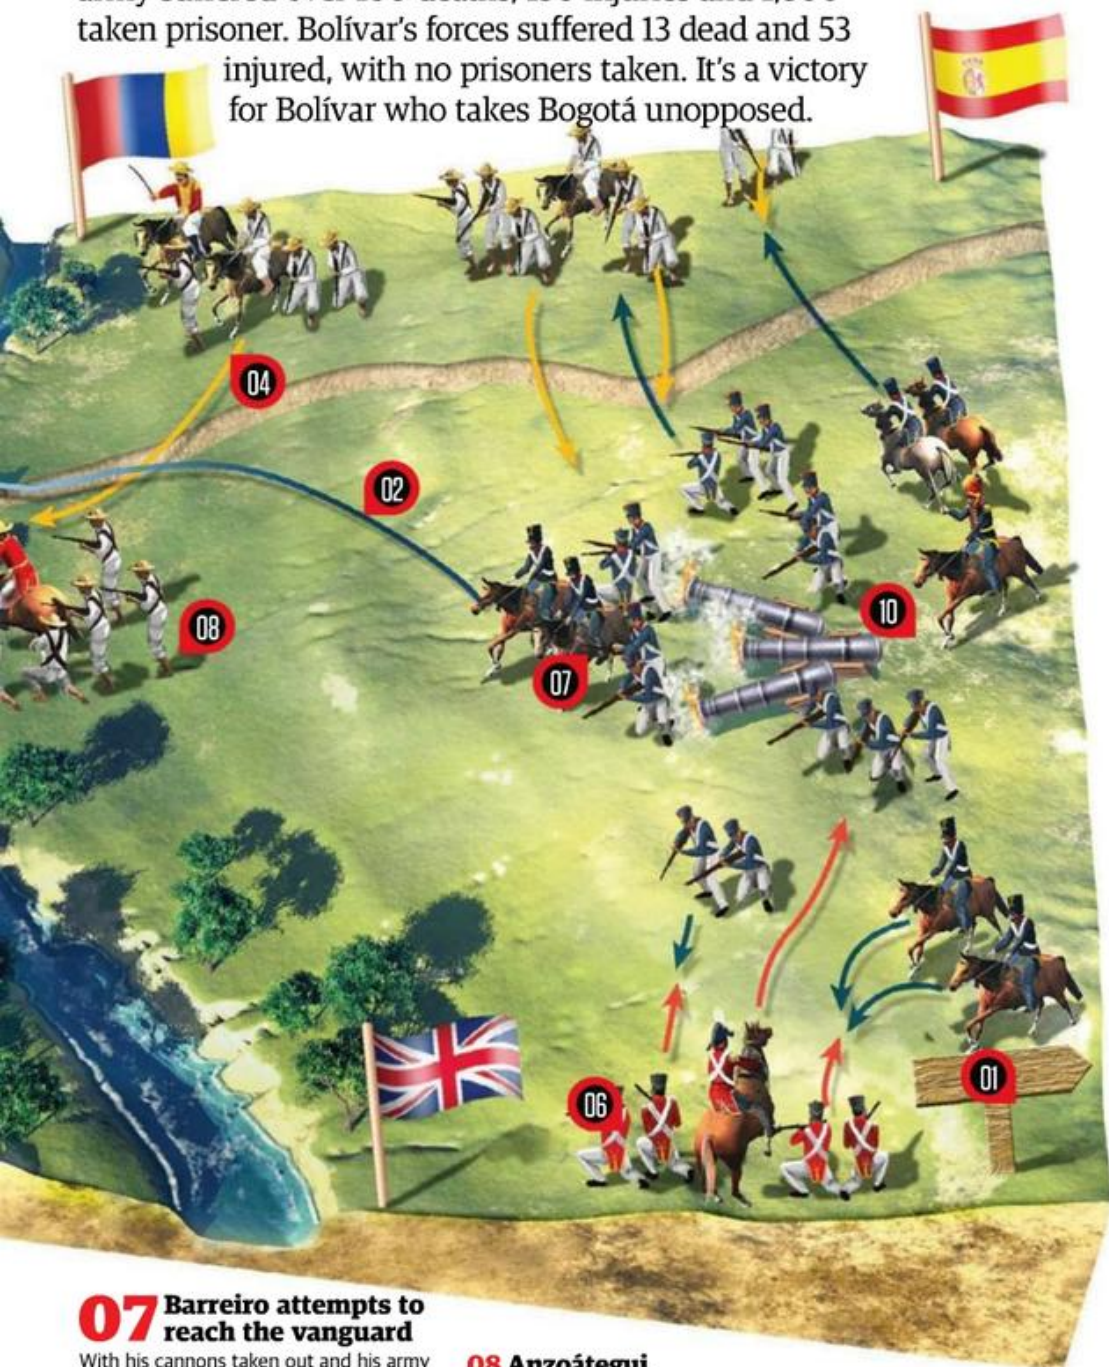 taken prisoner. Bolívar's forces suffered 13 dead and 53
injured, with no prisoners taken. It's a victory
for Bolívar who takes Bogotá unopposed.
04
02
08
10
07
06
01
07 Barreiro attempts to
reach the vanguard
With his cannons taken out and his army
08 Anzoátegui